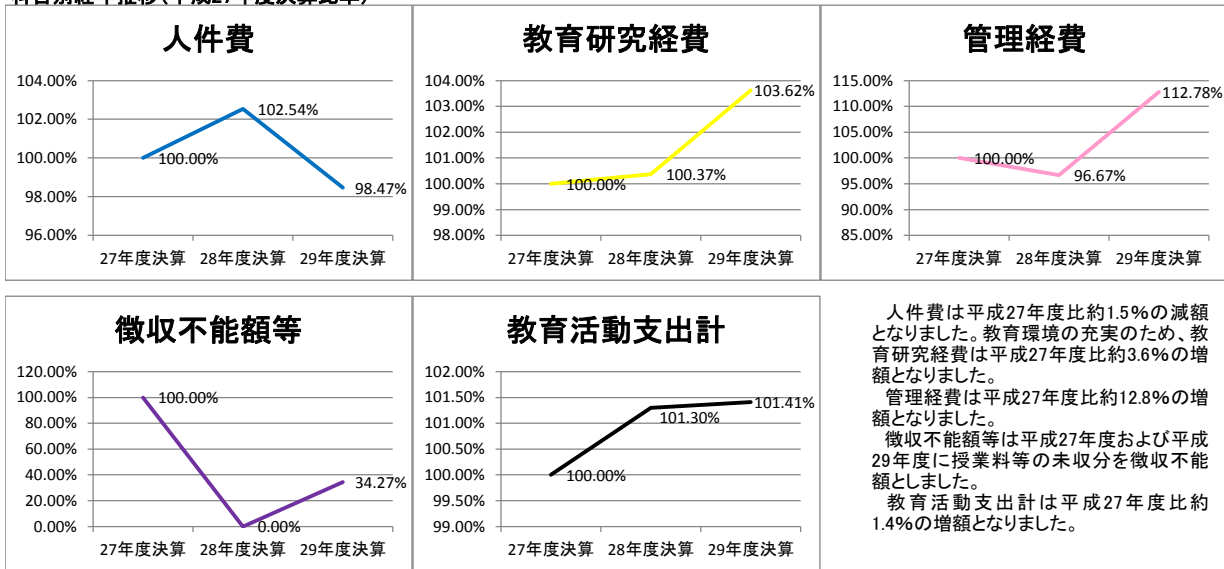 科目別経年推移(平成27年度決算比率)
人件費
104.00%
102.00%
100.00%
98.00%
96.00%
100.00%
102.54%
98.47%
27年度決算 28年度決算 29年度決算
教育研究経費
104.00%
103.00%
102.00%
101.00%
100.00%
99.00%
98.00%
100.00%
100.37%
103.62%
27年度決算 28年度決算 29年度決算
管理経費
115.00%
110.00%
105.00%
100.00%
95.00%
90.00%
85.00%
100.00%
96.67%
112.78%
27年度決算 28年度決算 29年度決算
徴収不能額等
120.00%
100.00%
80.00%
60.00%
40.00%
20.00%
0.00%
100.00%
0.00%
34.27%
27年度決算 28年度決算 29年度決算
教育活動支出計
102.00%
101.50%
101.00%
100.50%
100.00%
99.50%
99.00%
100.00%
101.30%
101.41%
27年度決算 28年度決算 29年度決算
人件費は平成27年度比約1.5%の減額
となりました。教育環境の充実のため、教
育研究経費は平成27年度比約3.6%の増
額となりました。
管理経費は平成27年度比約12.8%の増
額となりました。
徴収不能額等は平成27年度および平成
29年度に授業料等の未収分を徴収不能
額としました。
教育活動支出計は平成27年度比約
1.4%の増額となりました。